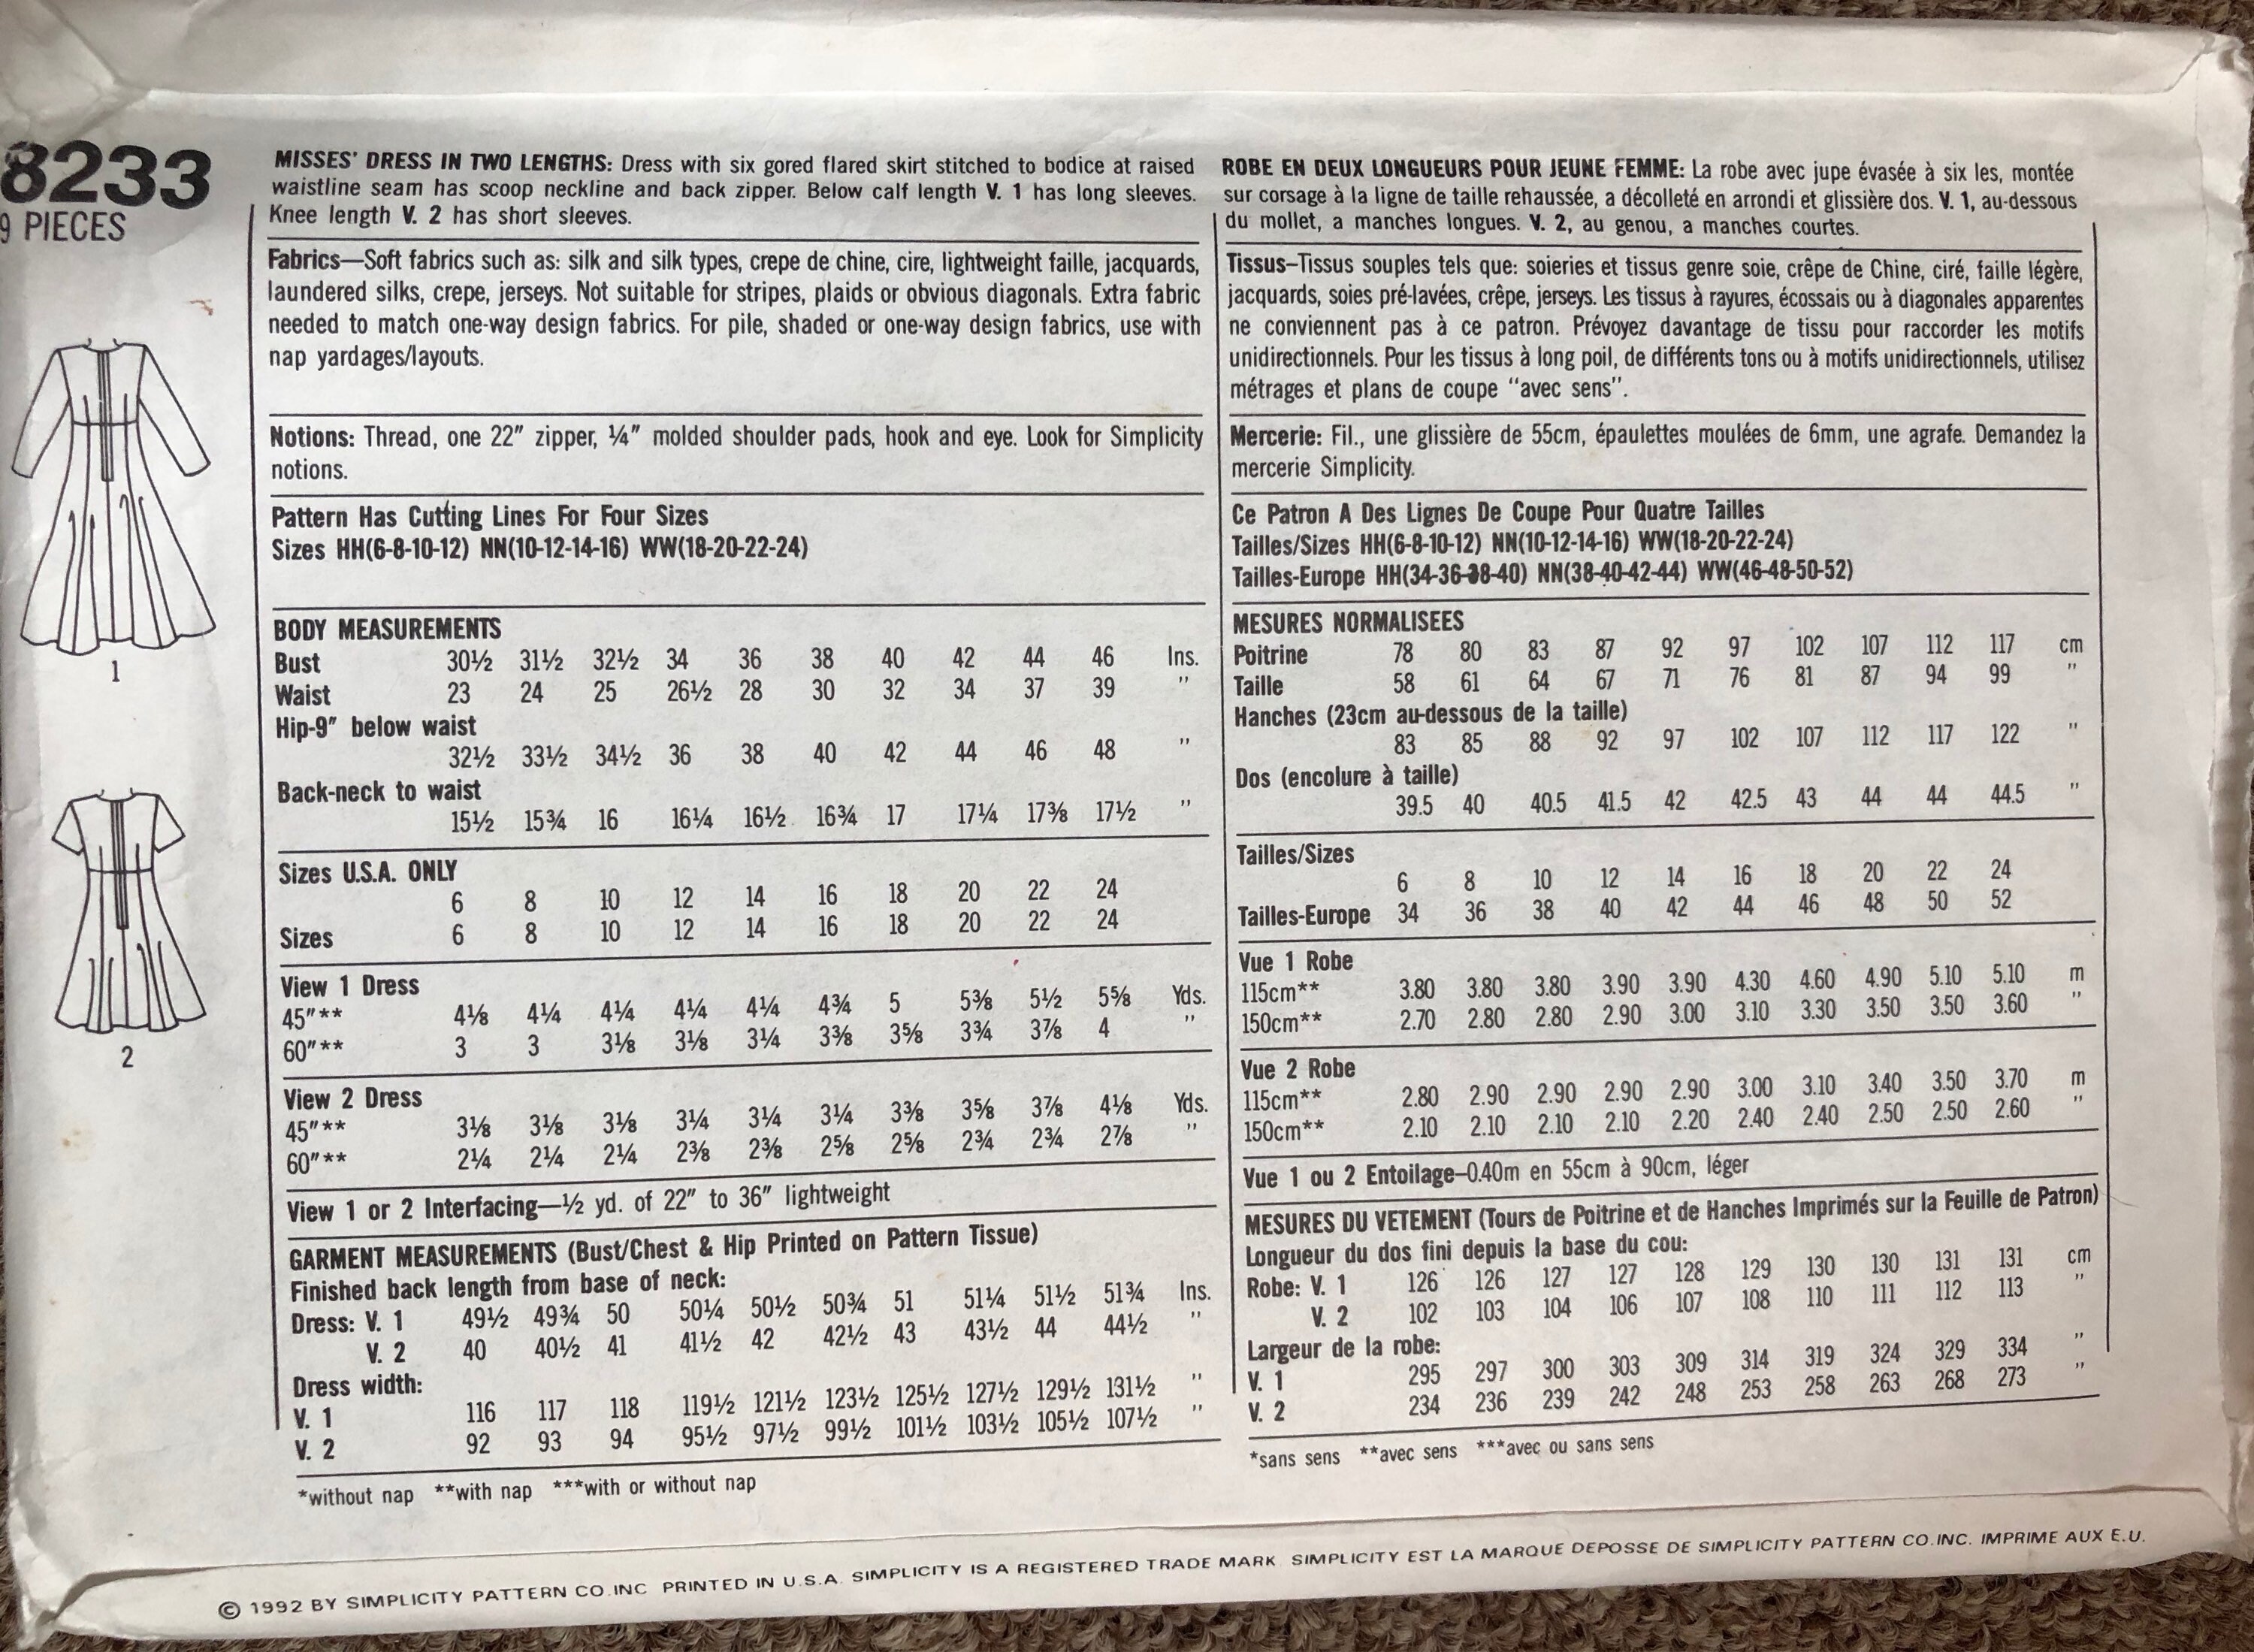 8233
9 PIECES
1
2
MISSES' DRESS IN TWO LENGTHS: Dress with six gored flared skirt stitched to bodice at raised
waistline seam has scoop neckline and back zipper. Below calf length V. 1 has long sleeves.
Knee length V. 2 has short sleeves.
Fabrics—Soft fabrics such as: silk and silk types, crepe de chine, cire, lightweight faille, jacquards,
laundered silks, crepe, jerseys. Not suitable for stripes, plaids or obvious diagonals. Extra fabric
needed to match one-way design fabrics. For pile, shaded or one-way design fabrics, use with
nap yardages/layouts.
Notions: Thread, one 22″ zipper, ¼″ molded shoulder pads, hook and eye. Look for Simplicity
notions.
Pattern Has Cutting Lines For Four Sizes
Sizes HH(6-8-10-12) NN(10-12-14-16) WW(18-20-22-24)
BODY MEASUREMENTS
Bust 30½ 31½ 32½ 34 36 38 40 42 44 46 Ins.
Waist 23 24 25 26½ 28 30 32 34 37 39 ″
Hip-9″ below waist
32½ 33½ 34½ 36 38 40 42 44 46 48 ″
Back-neck to waist
15½ 15¾ 16 16¼ 16½ 16¾ 17 17¼ 17⅜ 17½ ″
Sizes U.S.A. ONLY
6 8 10 12 14 16 18 20 22 24
Sizes 6 8 10 12 14 16 18 20 22 24
View 1 Dress
45″** 4⅛ 4¼ 4¼ 4¼ 4¼ 4¾ 5 5⅜ 5½ 5⅝ Yds.
60″** 3 3 3⅛ 3⅛ 3¼ 3⅜ 3⅝ 3¾ 3⅞ 4 ″
View 2 Dress
45″** 3⅛ 3⅛ 3⅛ 3¼ 3¼ 3¼ 3⅜ 3⅝ 3⅞ 4⅛ Yds.
60″** 2¼ 2¼ 2¼ 2⅜ 2⅜ 2⅝ 2⅝ 2¾ 2¾ 2⅞ ″
View 1 or 2 Interfacing—½ yd. of 22″ to 36″ lightweight
GARMENT MEASUREMENTS (Bust/Chest & Hip Printed on Pattern Tissue)
Finished back length from base of neck:
Dress: V. 1 49½ 49¾ 50 50¼ 50½ 50¾ 51 51¼ 51½ 51¾ Ins.
V. 2 40 40½ 41 41½ 42 42½ 43 43½ 44 44½ ″
Dress width:
V. 1 116 117 118 119½ 121½ 123½ 125½ 127½ 129½ 131½ ″
V. 2 92 93 94 95½ 97½ 99½ 101½ 103½ 105½ 107½ ″
*without nap **with nap ***with or without nap
ROBE EN DEUX LONGUEURS POUR JEUNE FEMME: La robe avec jupe évasée à six les, montée
sur corsage à la ligne de taille rehaussée, a décolleté en arrondi et glissière dos. V. 1, au-dessous
du mollet, a manches longues. V. 2, au genou, a manches courtes.
Tissus–Tissus souples tels que: soieries et tissus genre soie, crêpe de Chine, ciré, faille légère,
jacquards, soies pré-lavées, crêpe, jerseys. Les tissus à rayures, écossais ou à diagonales apparentes
ne conviennent pas à ce patron. Prévoyez davantage de tissu pour raccorder les motifs
unidirectionnels. Pour les tissus à long poil, de différents tons ou à motifs unidirectionnels, utilisez
métrages et plans de coupe "avec sens".
Mercerie: Fil., une glissière de 55cm, épaulettes moulées de 6mm, une agrafe. Demandez la
mercerie Simplicity.
Ce Patron A Des Lignes De Coupe Pour Quatre Tailles
Tailles/Sizes HH(6-8-10-12) NN(10-12-14-16) WW(18-20-22-24)
Tailles-Europe HH(34-36-38-40) NN(38-40-42-44) WW(46-48-50-52)
MESURES NORMALISEES
Poitrine 78 80 83 87 92 97 102 107 112 117 cm
Taille 58 61 64 67 71 76 81 87 94 99 ″
Hanches (23cm au-dessous de la taille)
83 85 88 92 97 102 107 112 117 122 ″
Dos (encolure à taille)
39.5 40 40.5 41.5 42 42.5 43 44 44 44.5 ″
Tailles/Sizes
6 8 10 12 14 16 18 20 22 24
Tailles-Europe 34 36 38 40 42 44 46 48 50 52
Vue 1 Robe
115cm** 3.80 3.80 3.80 3.90 3.90 4.30 4.60 4.90 5.10 5.10 m
150cm** 2.70 2.80 2.80 2.90 3.00 3.10 3.30 3.50 3.50 3.60 ″
Vue 2 Robe
115cm** 2.80 2.90 2.90 2.90 2.90 3.00 3.10 3.40 3.50 3.70 m
150cm** 2.10 2.10 2.10 2.10 2.20 2.40 2.40 2.50 2.50 2.60 ″
Vue 1 ou 2 Entoilage–0.40m en 55cm à 90cm, léger
MESURES DU VETEMENT (Tours de Poitrine et de Hanches Imprimés sur la Feuille de Patron)
Longueur du dos fini depuis la base du cou:
Robe: V. 1 126 126 127 127 128 129 130 130 131 131 cm
V. 2 102 103 104 106 107 108 110 111 112 113 ″
Largeur de la robe:
V. 1 295 297 300 303 309 314 319 324 329 334 ″
V. 2 234 236 239 242 248 253 258 263 268 273 ″
*sans sens **avec sens ***avec ou sans sens
© 1992 BY SIMPLICITY PATTERN CO.INC PRINTED IN U.S.A. SIMPLICITY IS A REGISTERED TRADE MARK. SIMPLICITY EST LA MARQUE DEPOSSE DE SIMPLICITY PATTERN CO.INC. IMPRIME AUX E.U.